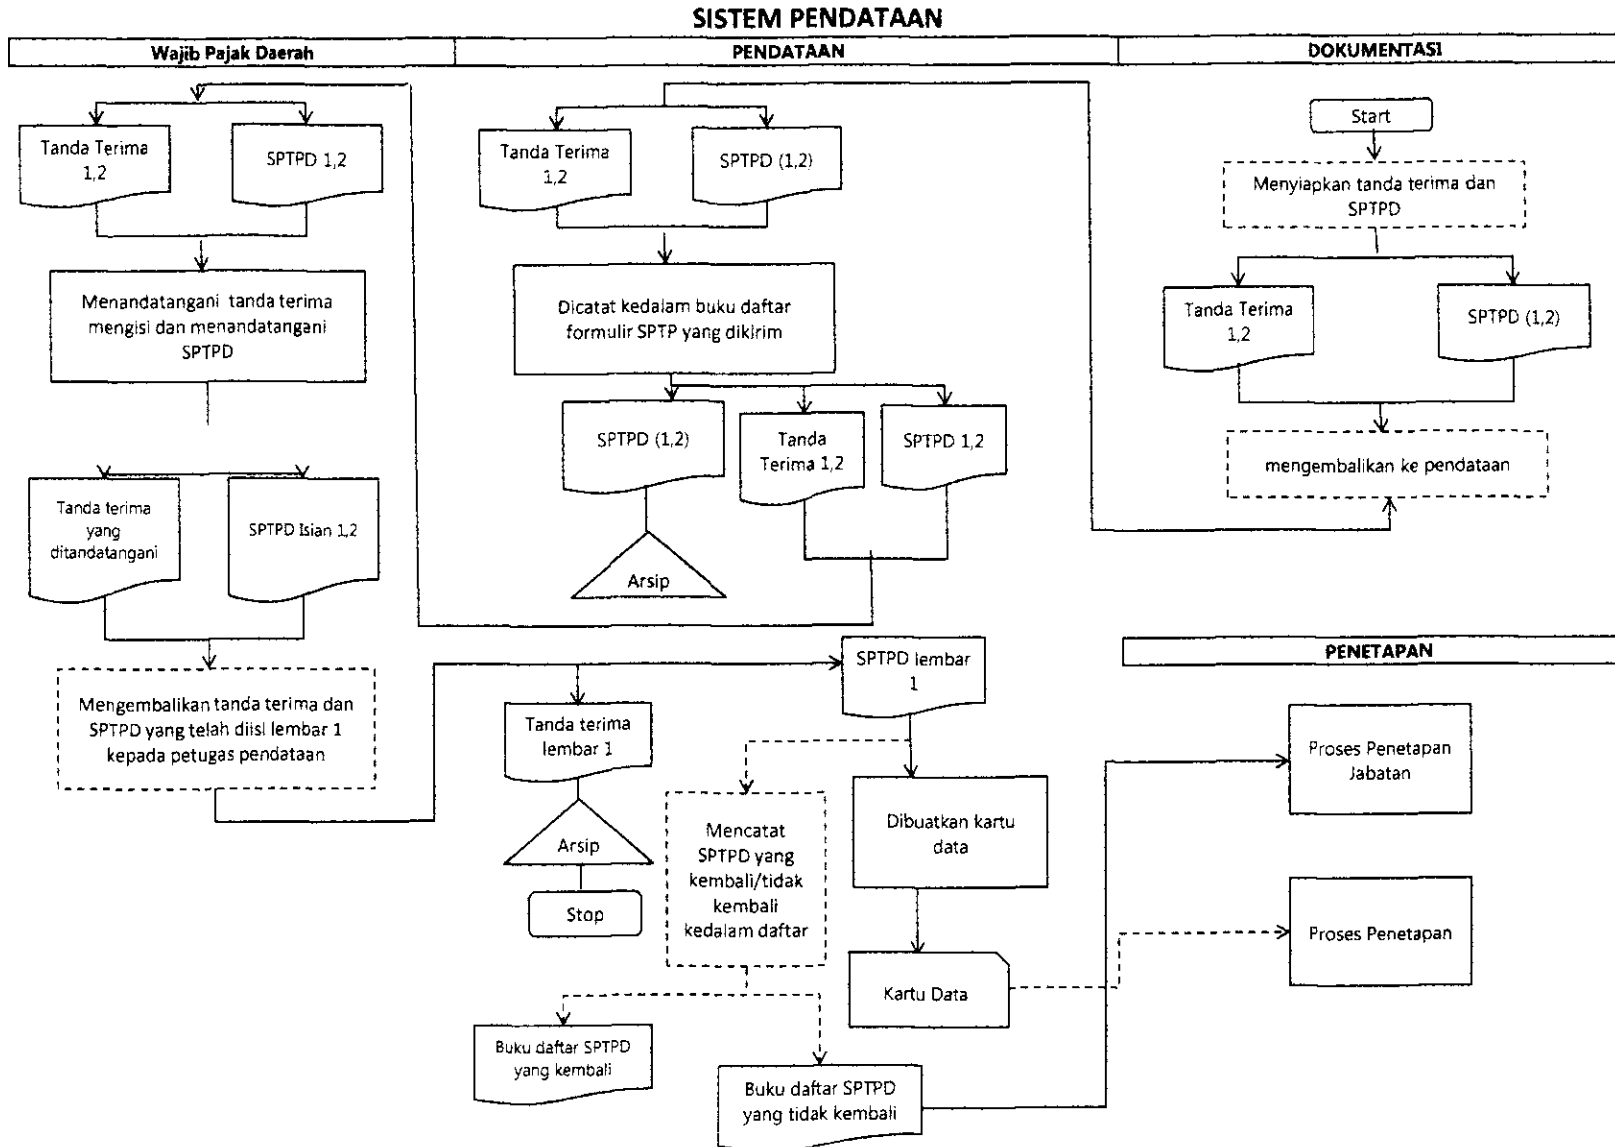 SISTEM PENDATAAN
Wajib Pajak Daerah
PENDATAAN
DOKUMENTASI
Tanda Terima
1,2
SPTPD 1,2
Menandatangani tanda terima
mengisi dan menandatangani
SPTPD
Tanda terima
yang
ditandatangani
SPTPD Isian 1,2
Mengembalikan tanda terima dan
SPTPD yang telah diisi lembar 1
kepada petugas pendataan
Tanda Terima
1,2
SPTPD (1,2)
Dicatat kedalam buku daftar
formulir SPTP yang dikirim
SPTPD (1,2)
Tanda
Terima 1,2
SPTPD 1,2
Arsip
SPTPD lembar
1
Tanda terima
lembar 1
Arsip
Stop
Mencatat
SPTPD yang
kembali/tidak
kembali
kedalam daftar
Dibuatkan kartu
data
Kartu Data
Buku daftar SPTPD
yang kembali
Buku daftar SPTPD
yang tidak kembali
Start
Menyiapkan tanda terima dan
SPTPD
Tanda Terima
1,2
SPTPD (1,2)
mengembalikan ke pendataan
PENETAPAN
Proses Penetapan
Jabatan
Proses Penetapan